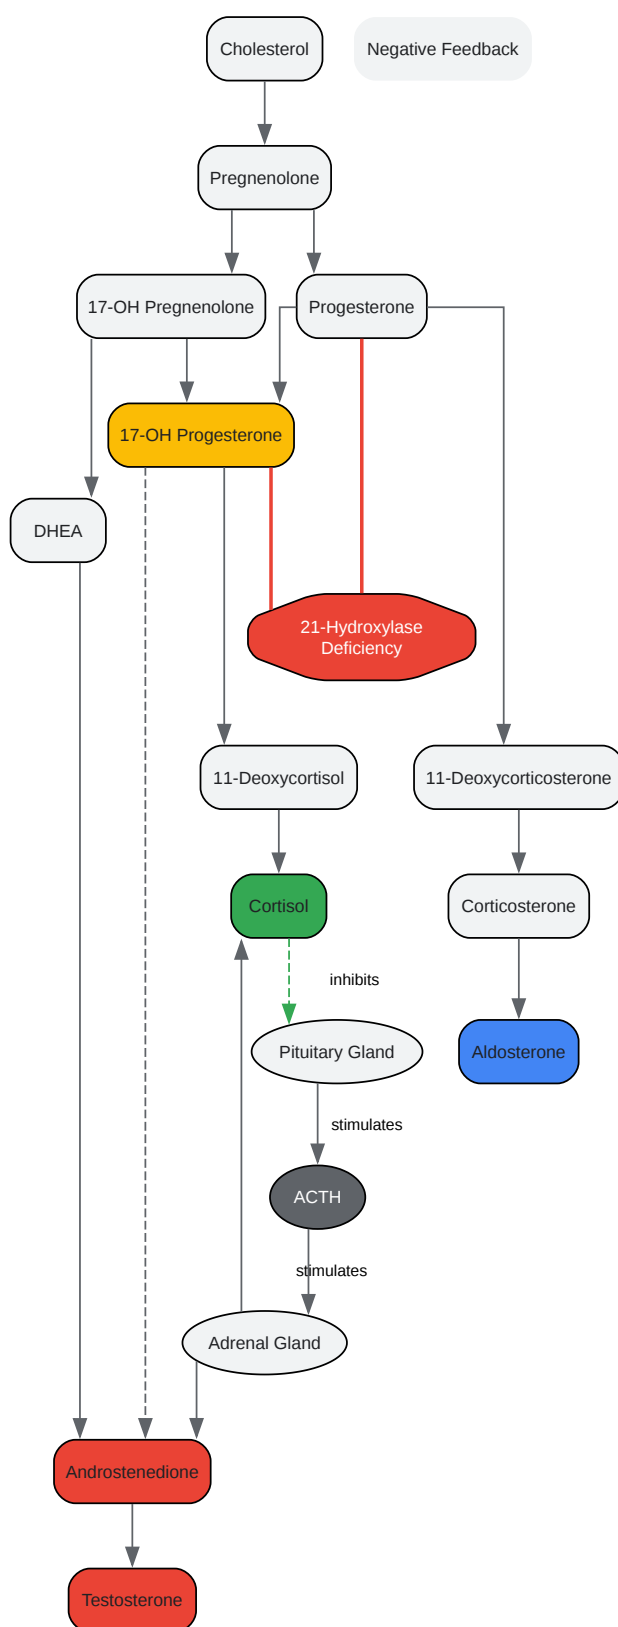 Cholesterol
Negative Feedback
Pregnenolone
17-OH Pregnenolone
Progesterone
17-OH Progesterone
DHEA
21-Hydroxylase
Deficiency
11-Deoxycortisol
11-Deoxycorticosterone
Cortisol
Corticosterone
inhibits
Pituitary Gland
Aldosterone
stimulates
ACTH
stimulates
Adrenal Gland
Androstenedione
Testosterone